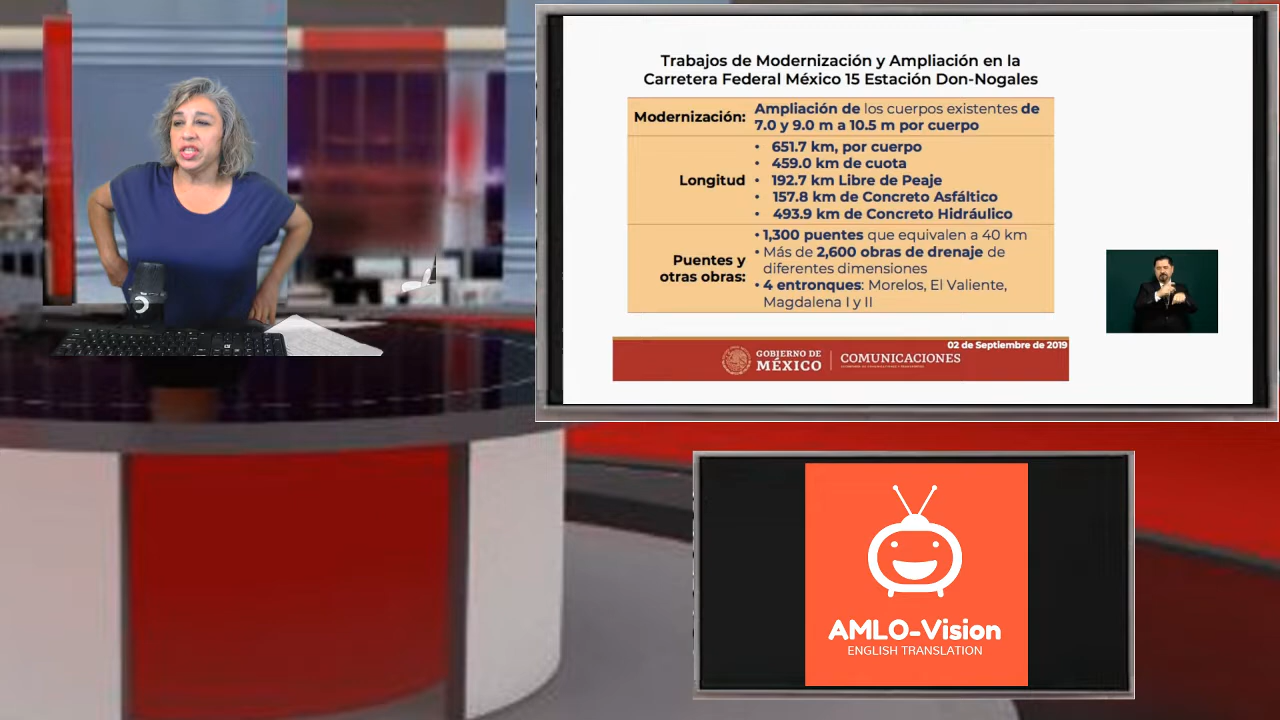 Trabajos de Modernización y Ampliación en la
Carretera Federal México 15 Estación Don-Nogales
Modernización:
Ampliación de los cuerpos existentes de
7.0 y 9.0 m a 10.5 m por cuerpo
Longitud
• 651.7 km, por cuerpo
• 459.0 km de cuota
• 192.7 km Libre de Peaje
• 157.8 km de Concreto Asfáltico
• 493.9 km de Concreto Hidráulico
Puentes y
otras obras:
• 1,300 puentes que equivalen a 40 km
• Más de 2,600 obras de drenaje de
diferentes dimensiones
• 4 entronques: Morelos, El Valiente,
Magdalena I y II
02 de Septiembre de 2019
GOBIERNO DE
MÉXICO
COMUNICACIONES
AMLO-Vision
ENGLISH TRANSLATION